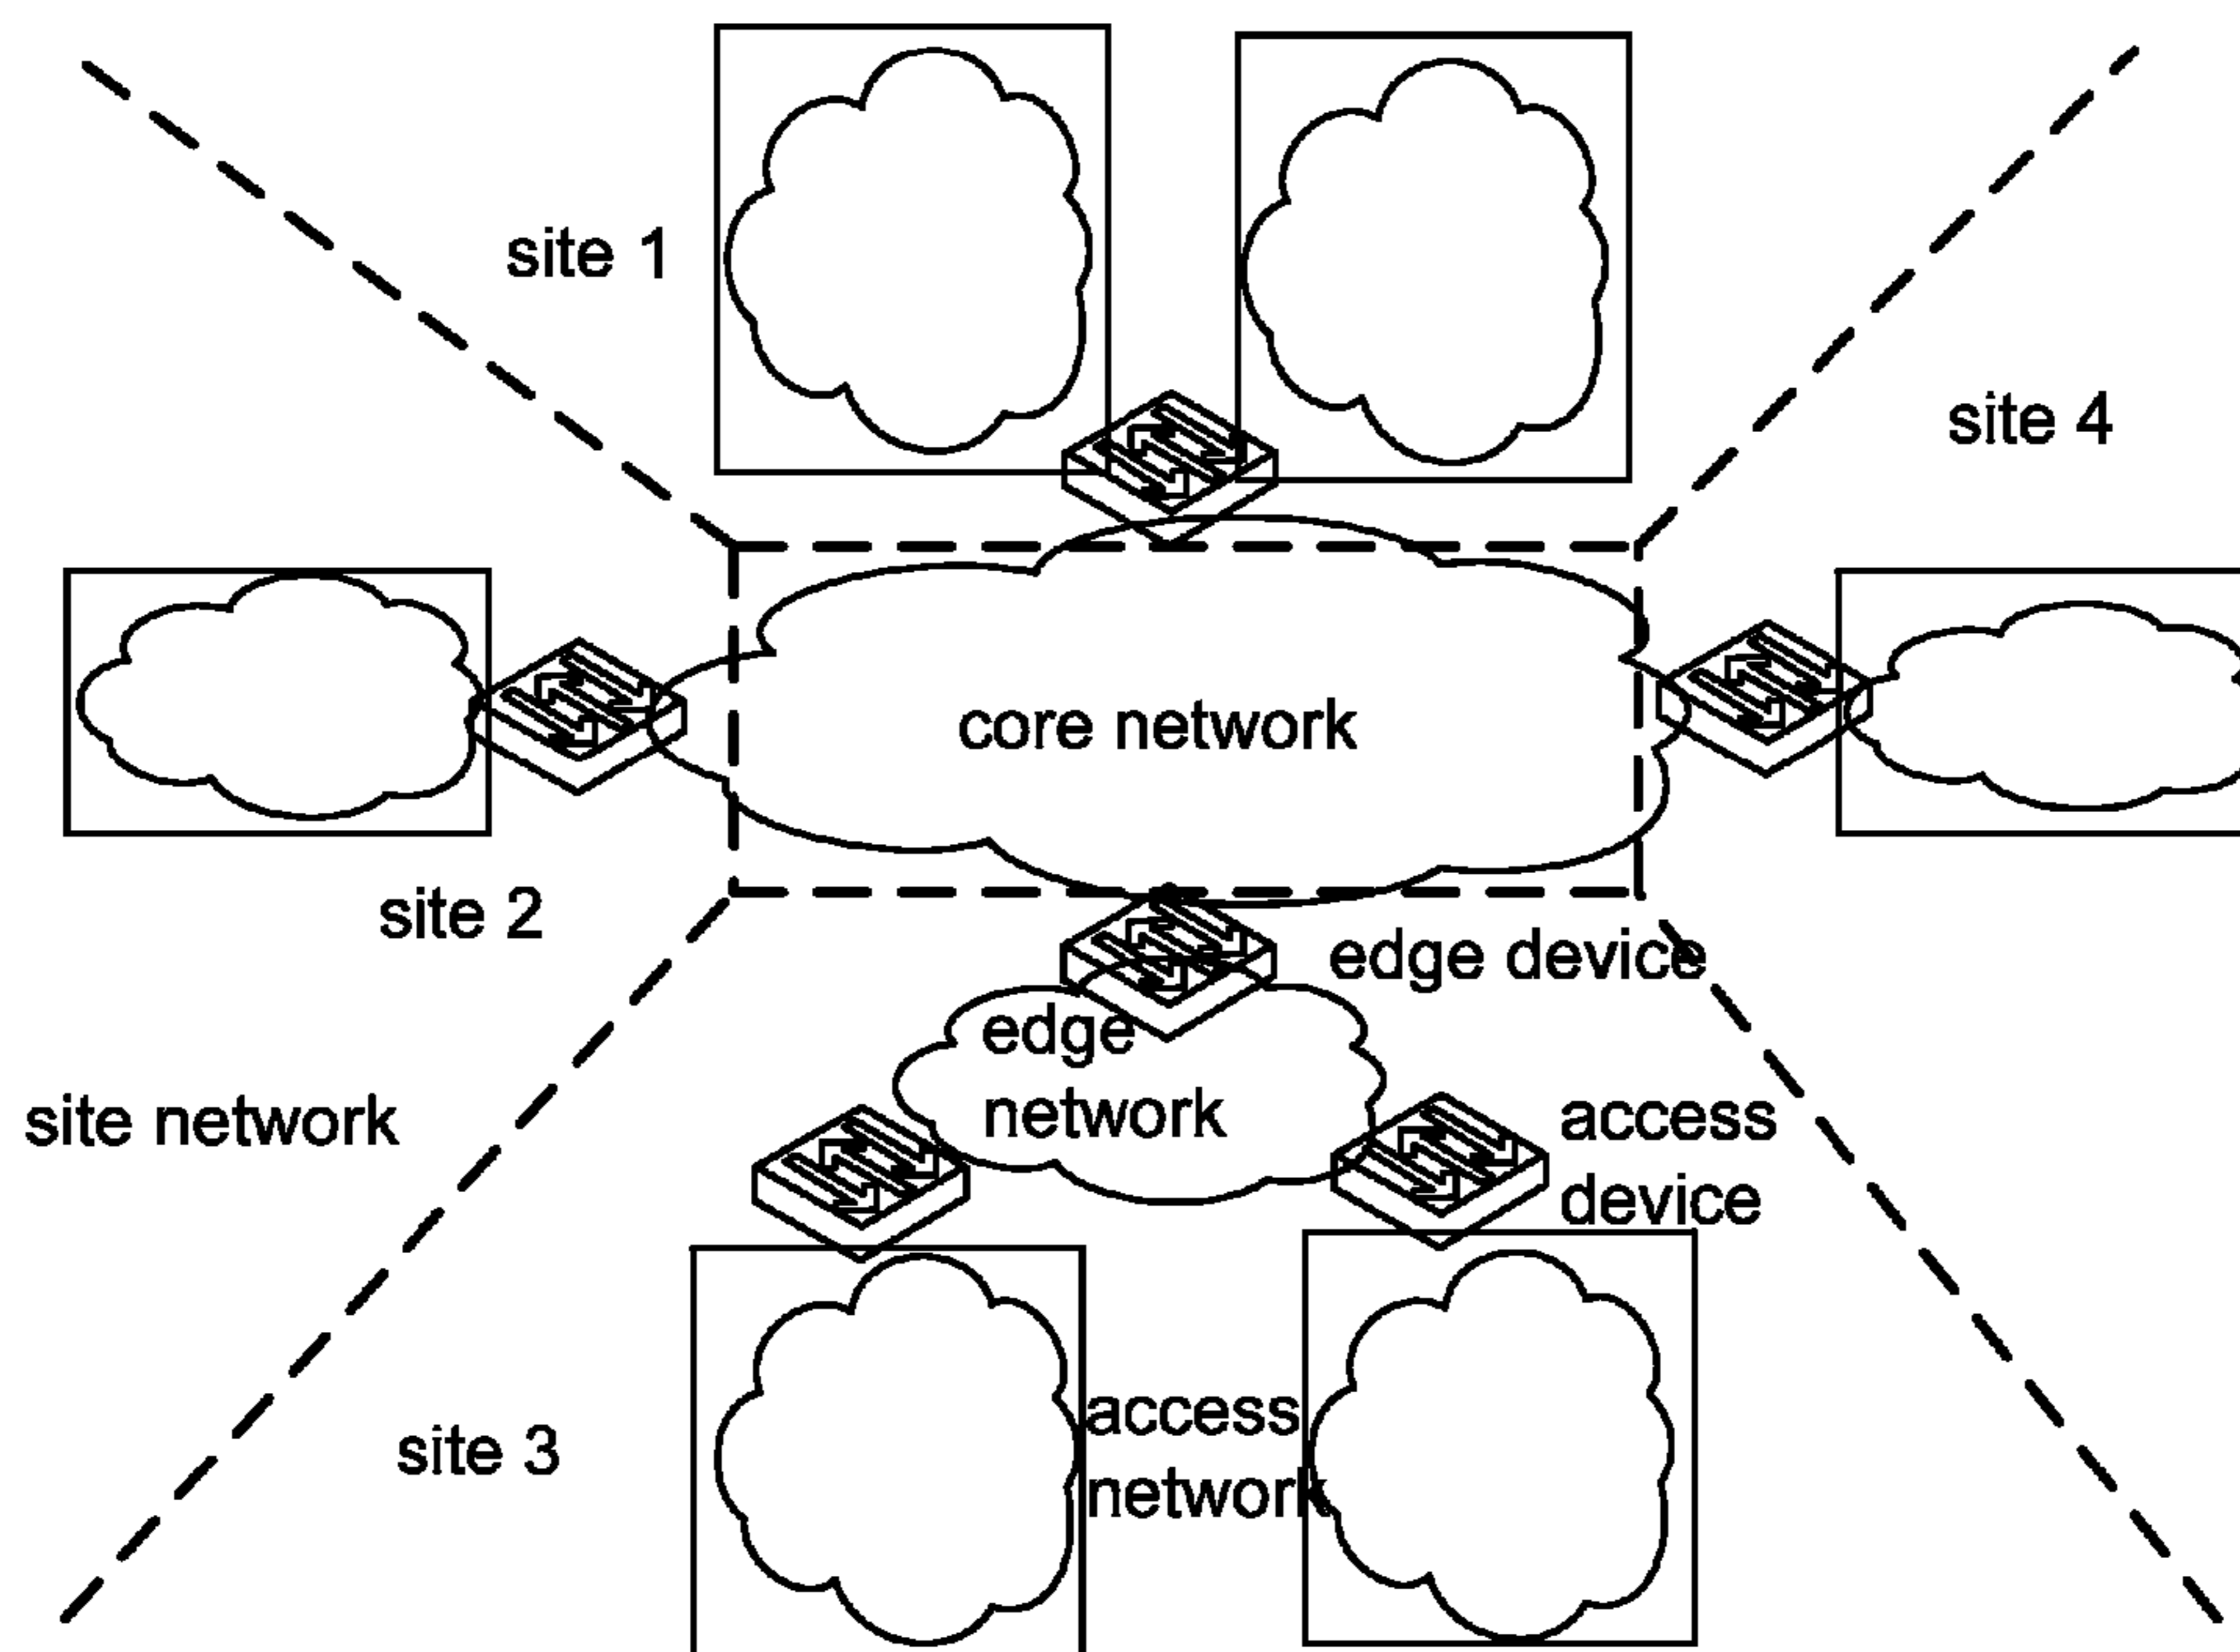 site 1
site 4
core network
site 2
edge device
edge
network
site network
access
device
site 3
access
network